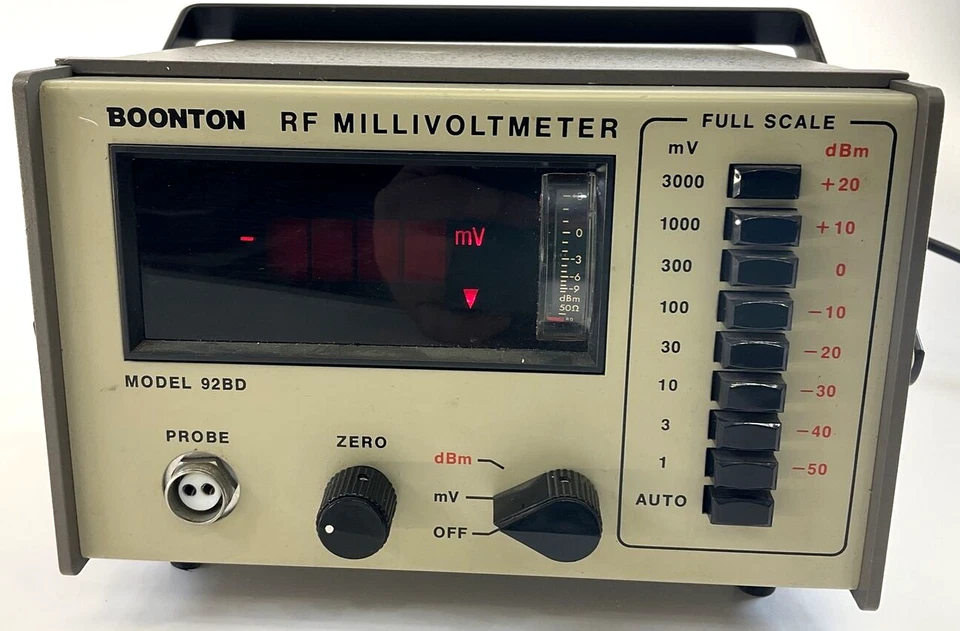 BOONTON RF MILLIVOLTMETER
- mV
0
-3
-6
-9
dBm
50Ω
MODEL 92BD
PROBE
ZERO
dBm
mV
OFF
FULL SCALE
mV dBm
3000 +20
1000 +10
300 0
100 -10
30 -20
10 -30
3 -40
1 -50
AUTO